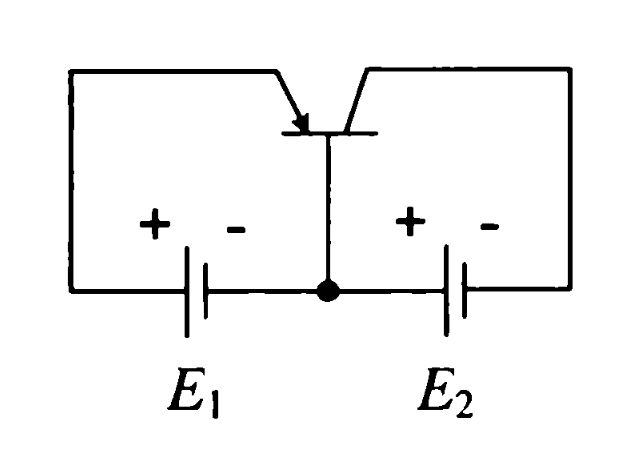 + - + -
E₁ E₂